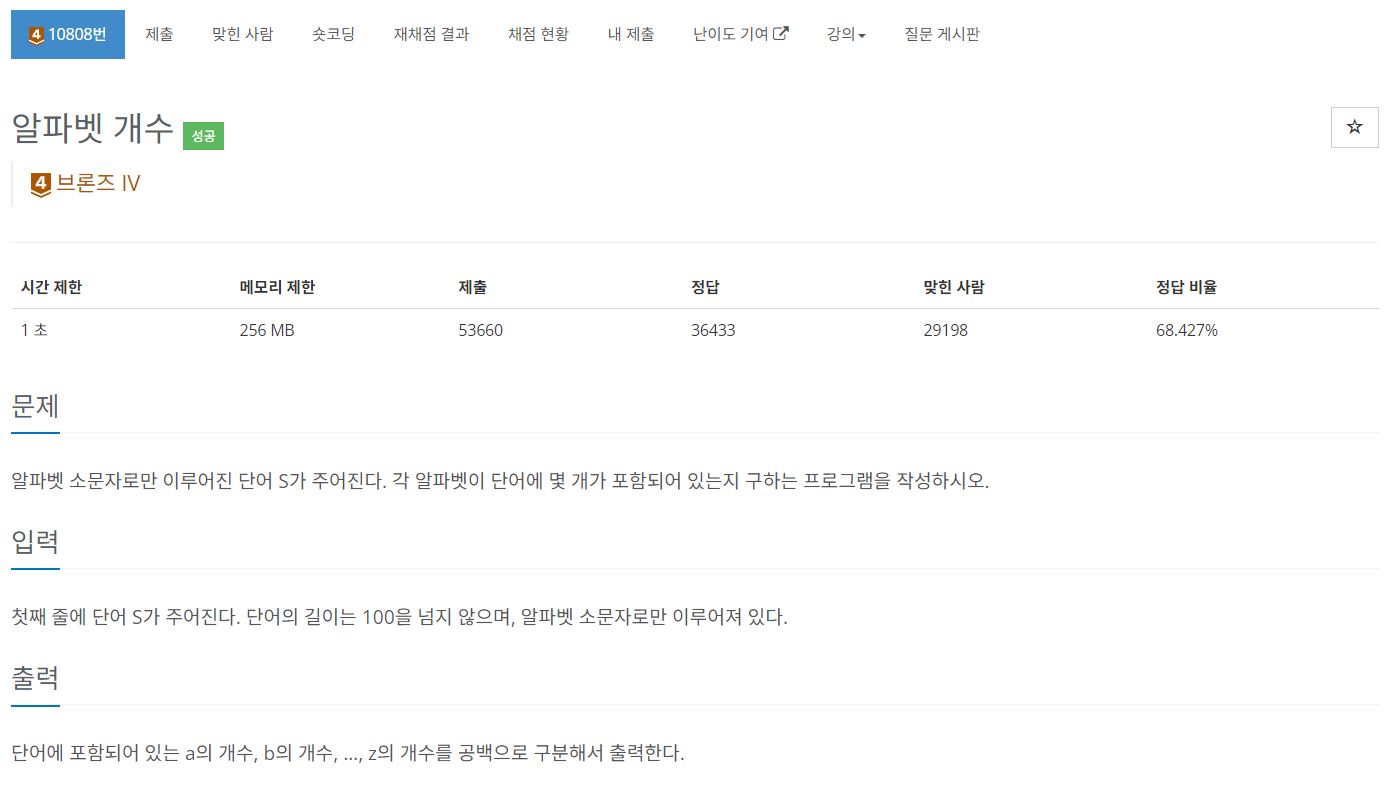 4 10808번 제출 맞힌 사람 숏코딩 재채점 결과 채점 현황 내 제출 난이도 기여 강의 질문 게시판
알파벳 개수 성공
4 브론즈 IV
시간 제한 메모리 제한 제출 정답 맞힌 사람 정답 비율
1 초 256 MB 53660 36433 29198 68.427%
문제
알파벳 소문자로만 이루어진 단어 S가 주어진다. 각 알파벳이 단어에 몇 개가 포함되어 있는지 구하는 프로그램을 작성하시오.
입력
첫째 줄에 단어 S가 주어진다. 단어의 길이는 100을 넘지 않으며, 알파벳 소문자로만 이루어져 있다.
출력
단어에 포함되어 있는 a의 개수, b의 개수, …, z의 개수를 공백으로 구분해서 출력한다.